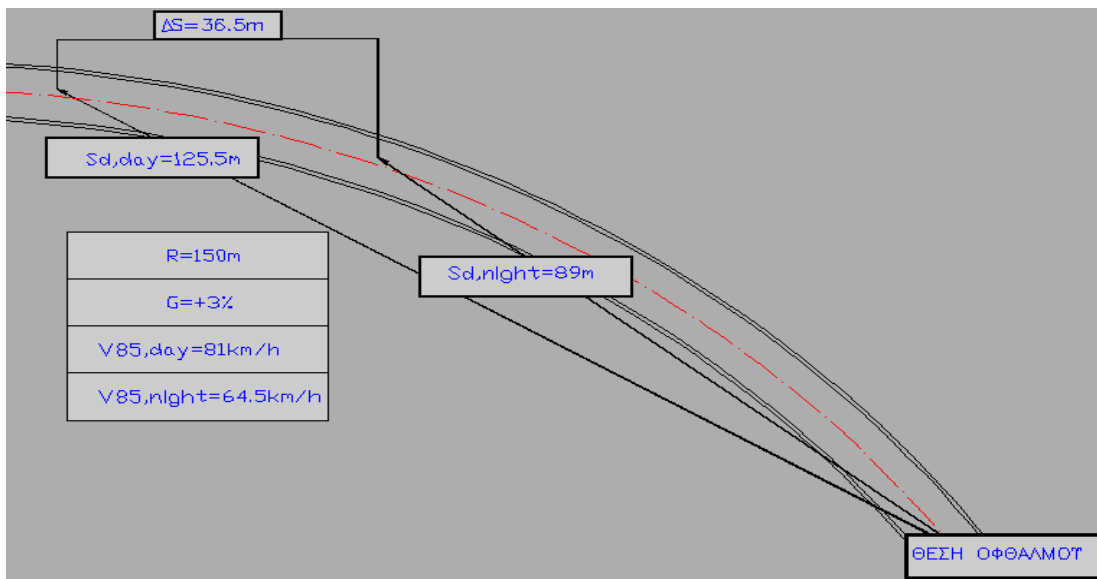 ΔS=36.5m
Sd,day=125.5m
R=150m
G=+3%
V85,day=81km/h
V85,night=64.5km/h
Sd,night=89m
ΘΕΣΗ ΟΦΘΑΛΜΟΥ